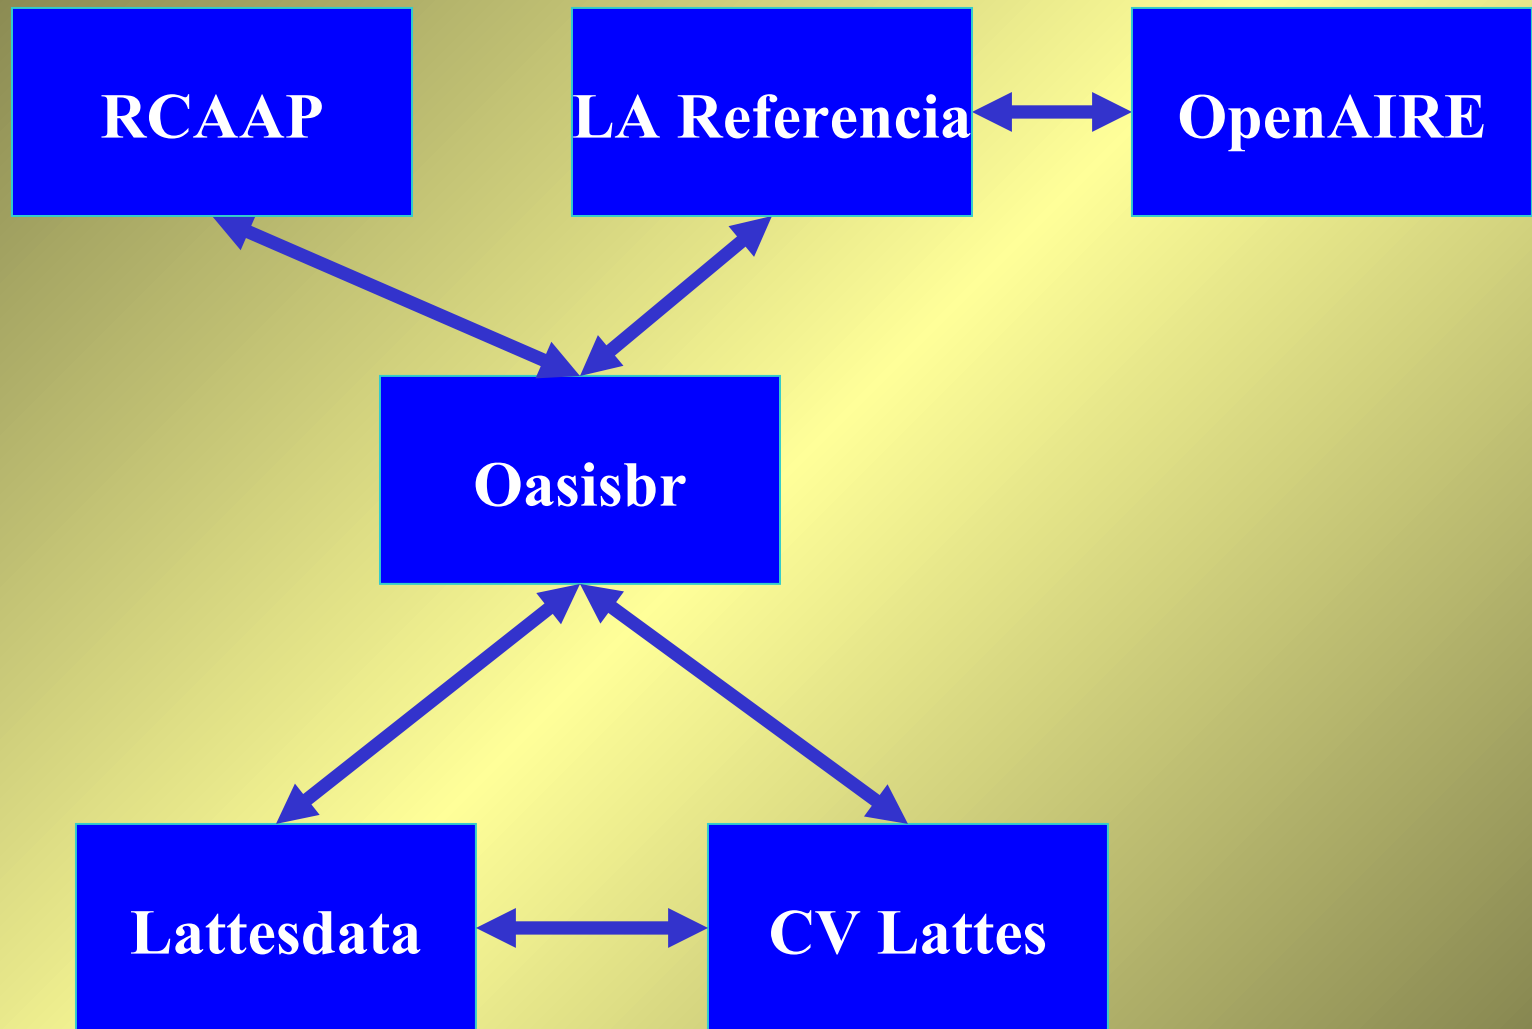 RCAAP
LA Referencia
OpenAIRE
Oasisbr
Lattesdata
CV Lattes